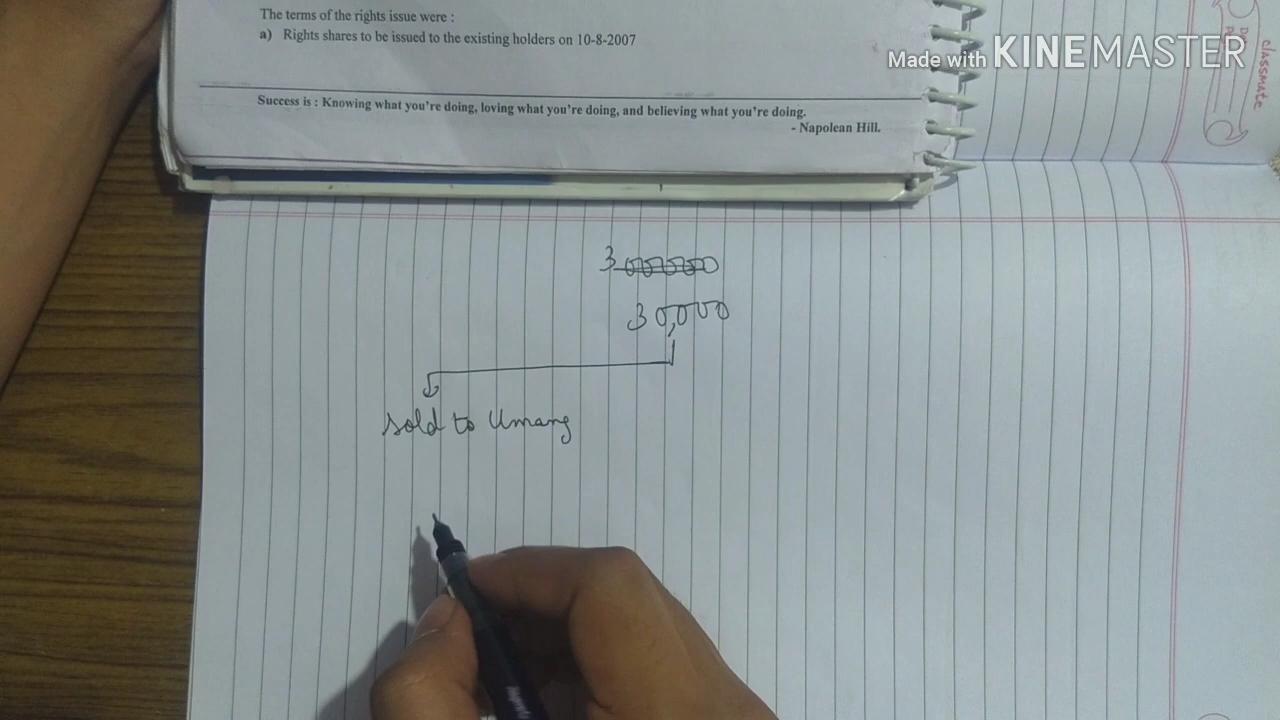 The terms of the rights issue were :
a) Rights shares to be issued to the existing holders on 10-8-2007
Made with KINEMASTER
Success is : Knowing what you're doing, loving what you're doing, and believing what you're doing.
- Napolean Hill.
classmate
30,000
sold to Umang